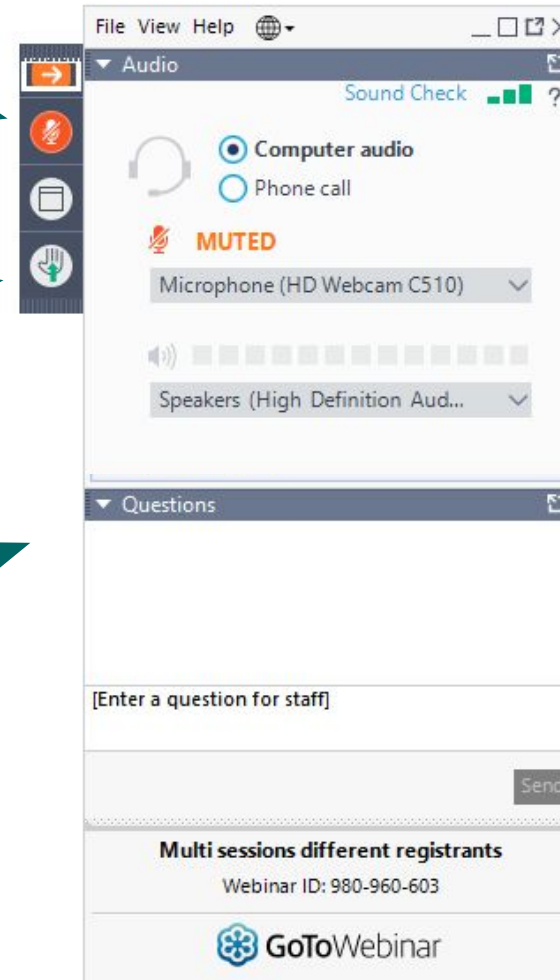 File View Help
Audio
Sound Check ?
Computer audio
Phone call
MUTED
Microphone (HD Webcam C510)
Speakers (High Definition Aud...
Questions
[Enter a question for staff]
Send
Multi sessions different registrants
Webinar ID: 980-960-603
GoToWebinar